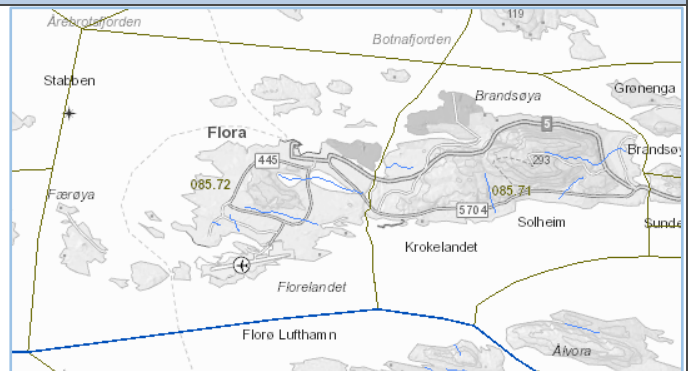 119
Årebrotsfjorden
Botnafjorden
Stabben
Grønenga
Brandsøya
5
Flora
445
293
Brandsøy
085.72
Færøya
085.71
5704
Solheim
Sunde
Krokelandet
Florelandet
Florø Lufthamn
Ålvora